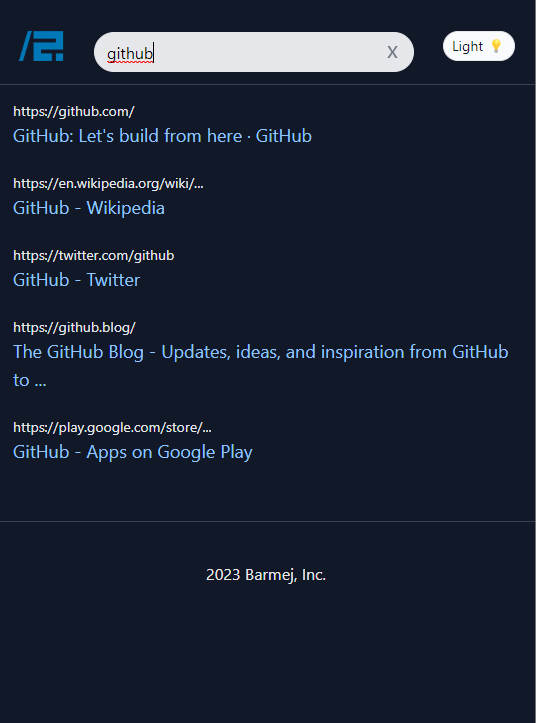 github
X
Light 💡
https://github.com/
GitHub: Let's build from here · GitHub
https://en.wikipedia.org/wiki/...
GitHub - Wikipedia
https://twitter.com/github
GitHub - Twitter
https://github.blog/
The GitHub Blog - Updates, ideas, and inspiration from GitHub
to ...
https://play.google.com/store/...
GitHub - Apps on Google Play
2023 Barmej, Inc.